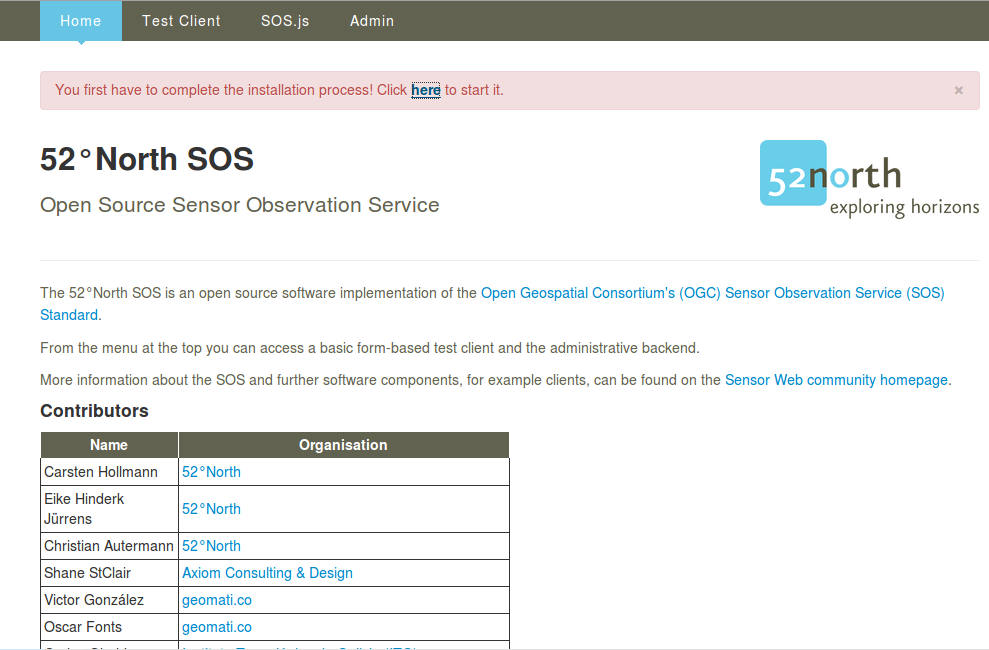 Home Test Client SOS.js Admin
You first have to complete the installation process! Click here to start it. ×
52°North SOS
Open Source Sensor Observation Service
52north
exploring horizons
The 52°North SOS is an open source software implementation of the Open Geospatial Consortium's (OGC) Sensor Observation Service (SOS)
Standard.
From the menu at the top you can access a basic form-based test client and the administrative backend.
More information about the SOS and further software components, for example clients, can be found on the Sensor Web community homepage.
Contributors
Name Organisation
Carsten Hollmann 52°North
Eike Hinderk
Jürrens 52°North
Christian Autermann 52°North
Shane StClair Axiom Consulting & Design
Victor González geomati.co
Oscar Fonts geomati.co